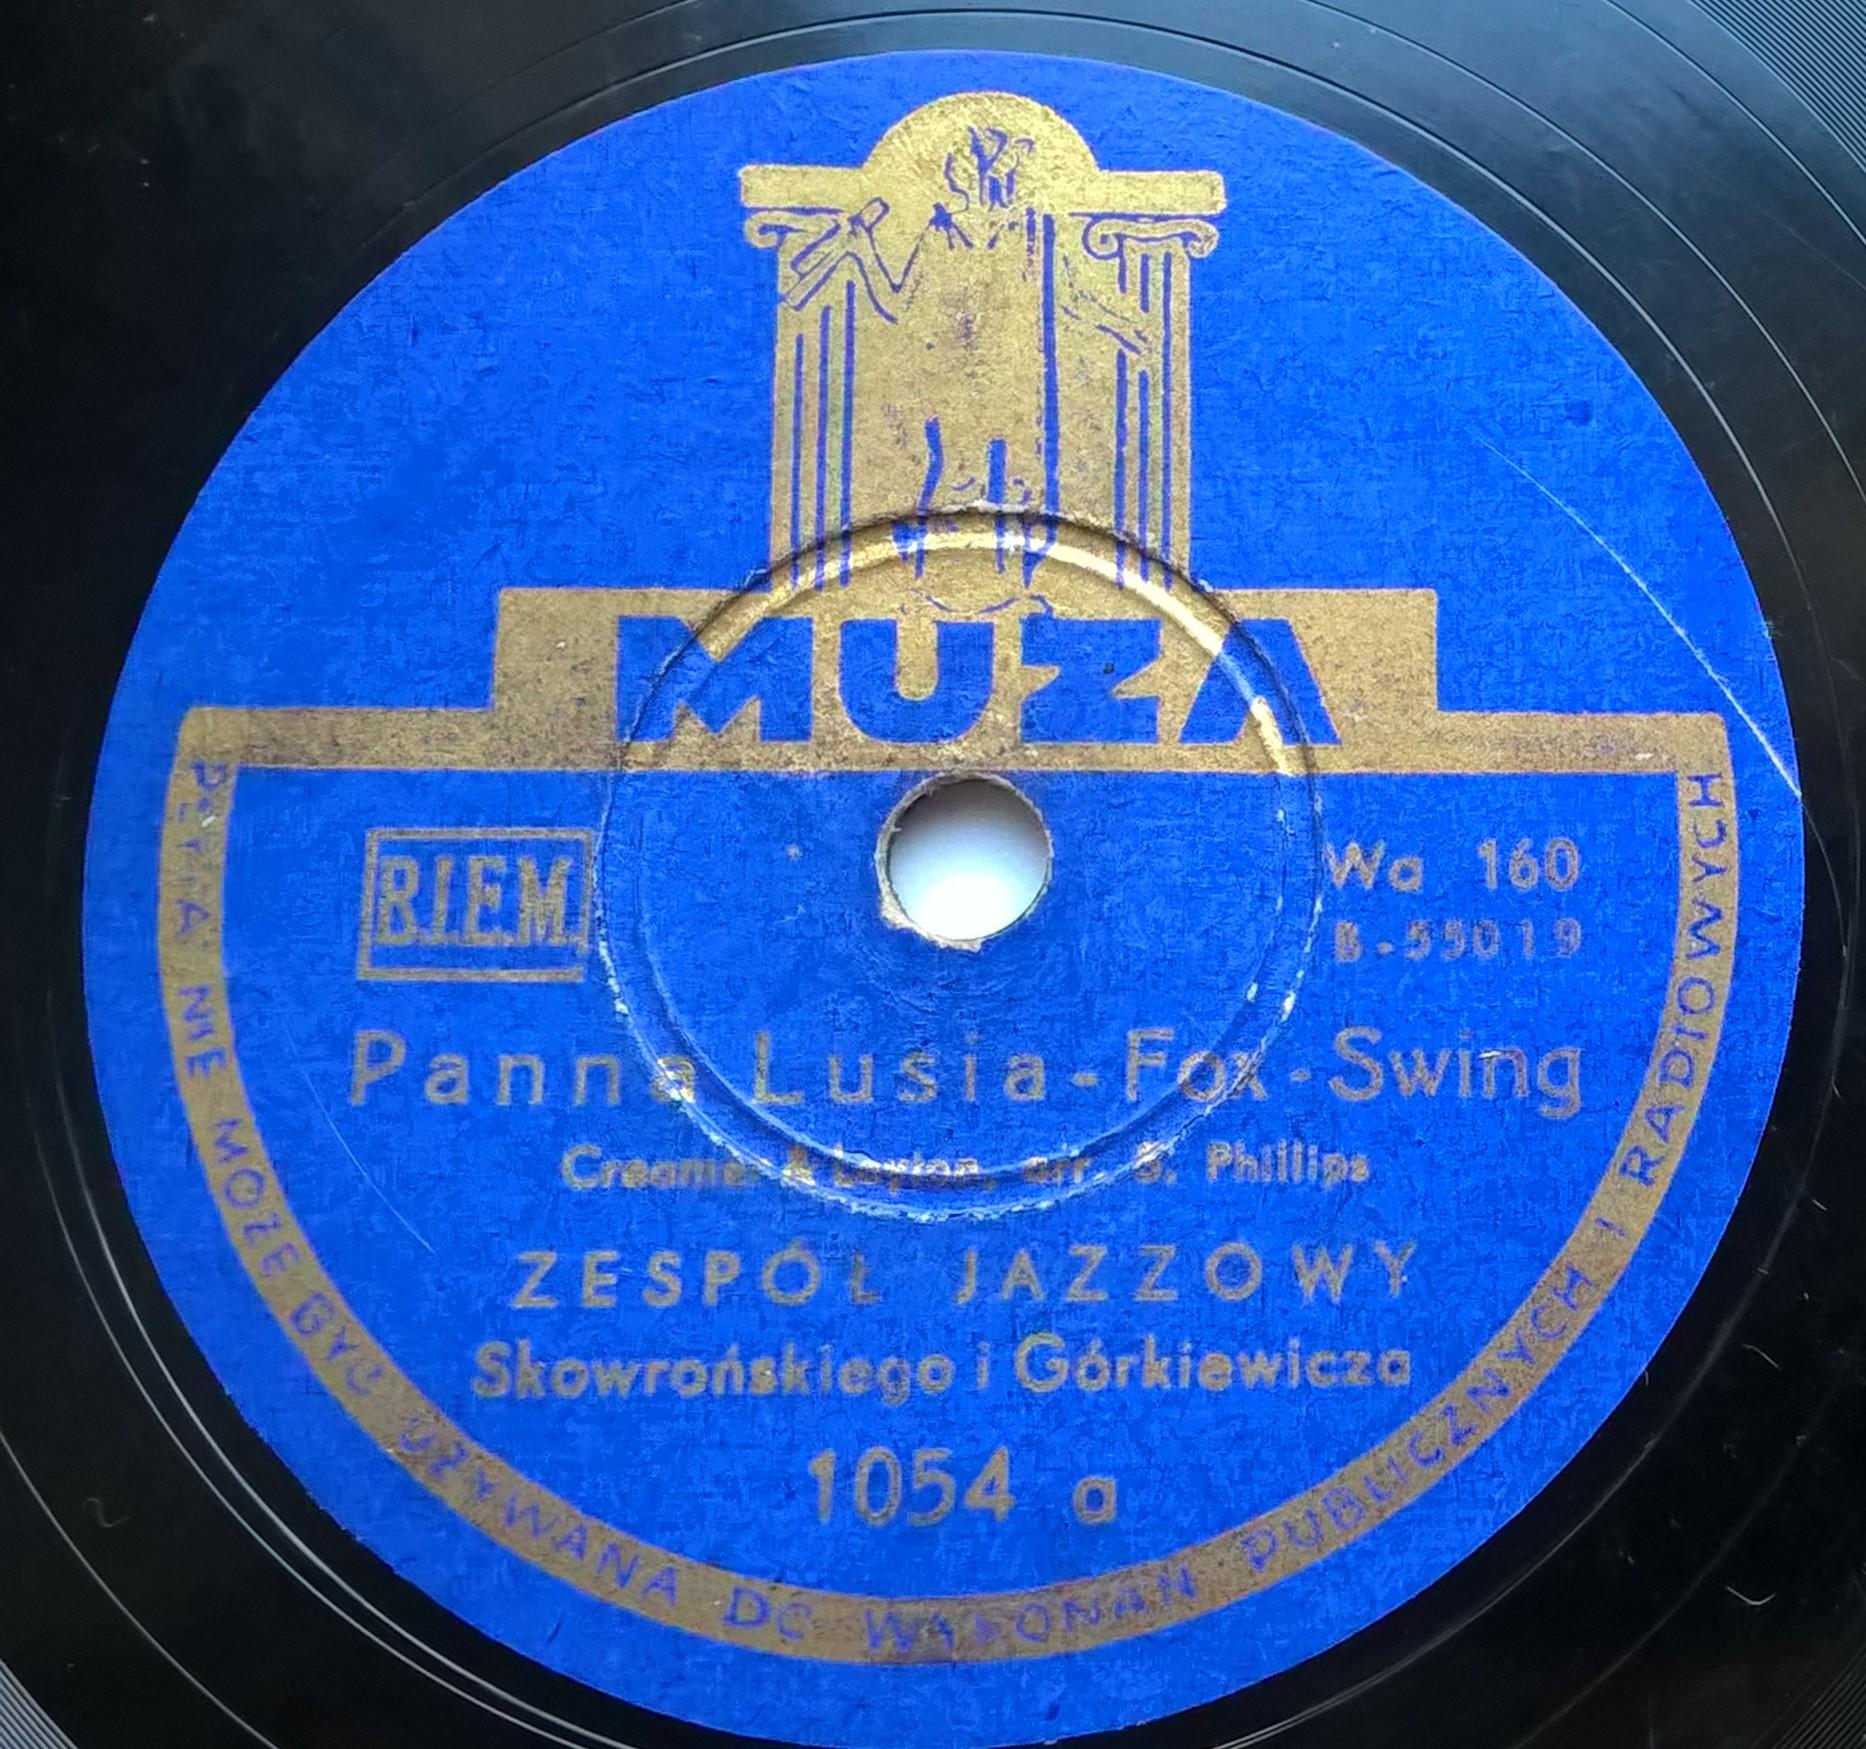 MUZA
B.I.E.M.
Wa 160
B-55019
Panna Lusia - Fox - Swing
Creamer & Layton, arr. S. Phillips
ZESPÓŁ JAZZOWY
Skowrońskiego i Górkiewicza
1054 a
PŁYTA NIE MOŻE BYĆ UŻYWANA DO WYKONAŃ PUBLICZNYCH I RADIOWYCH